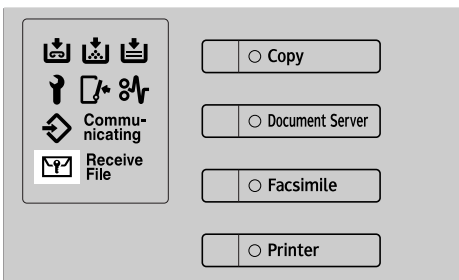 Copy
Commu-
nicating
Document Server
Receive
File
Facsimile
Printer